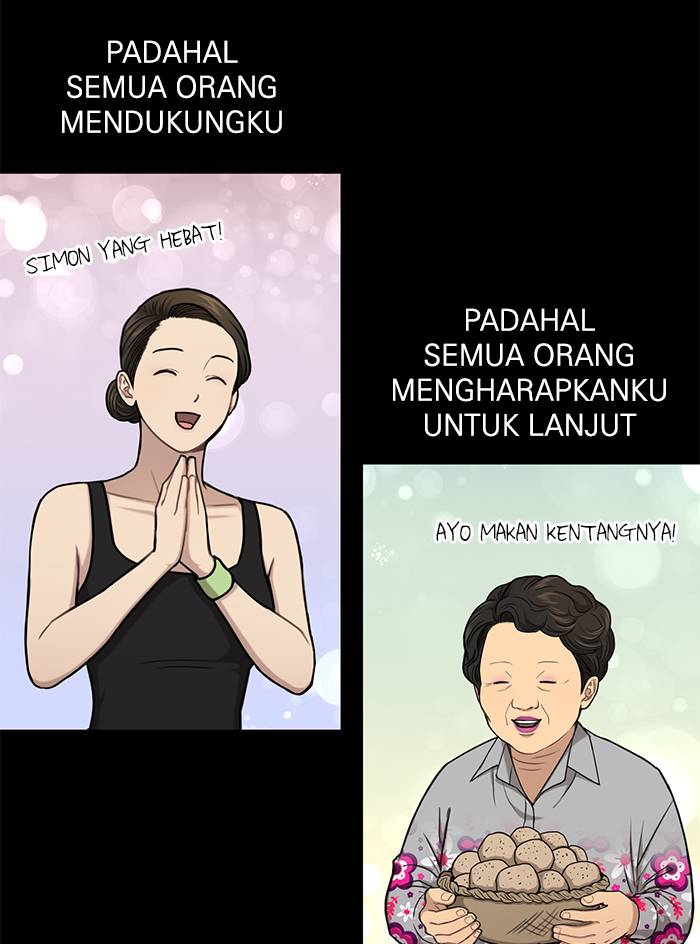 PADAHAL
SEMUA ORANG
MENDUKUNGKU
SIMON YANG HEBAT!
PADAHAL
SEMUA ORANG
MENGHARAPKANKU
UNTUK LANJUT
AYO MAKAN KENTANGNYA!